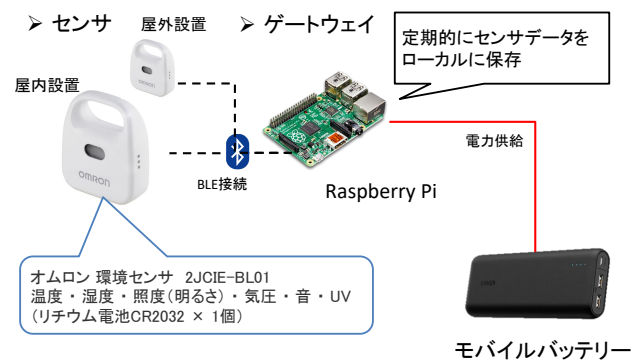 ➢ センサ
屋外設置
➢ ゲートウェイ
定期的にセンサデータを
ローカルに保存
屋内設置
OMRON
OMRON
電力供給
BLE接続
Raspberry Pi
オムロン 環境センサ 2JCIE-BL01
温度・湿度・照度(明るさ)・気圧・音・UV
(リチウム電池CR2032 × 1個)
ANKER
モバイルバッテリー